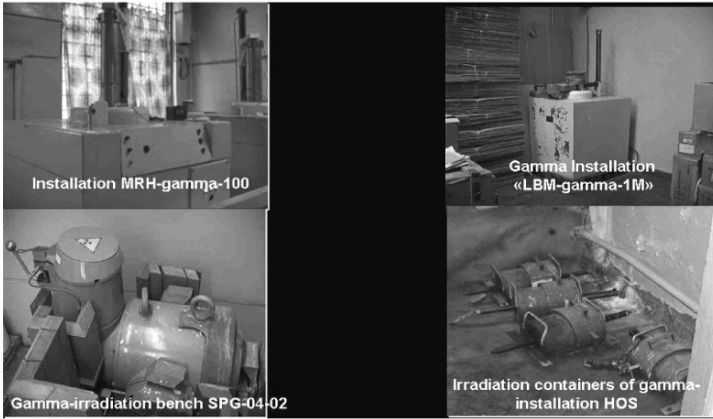 Installation MRH-gamma-100
Gamma Installation
«LBM-gamma-1M»
Gamma-irradiation bench SPG-04-02
Irradiation containers of gamma-
installation HOS